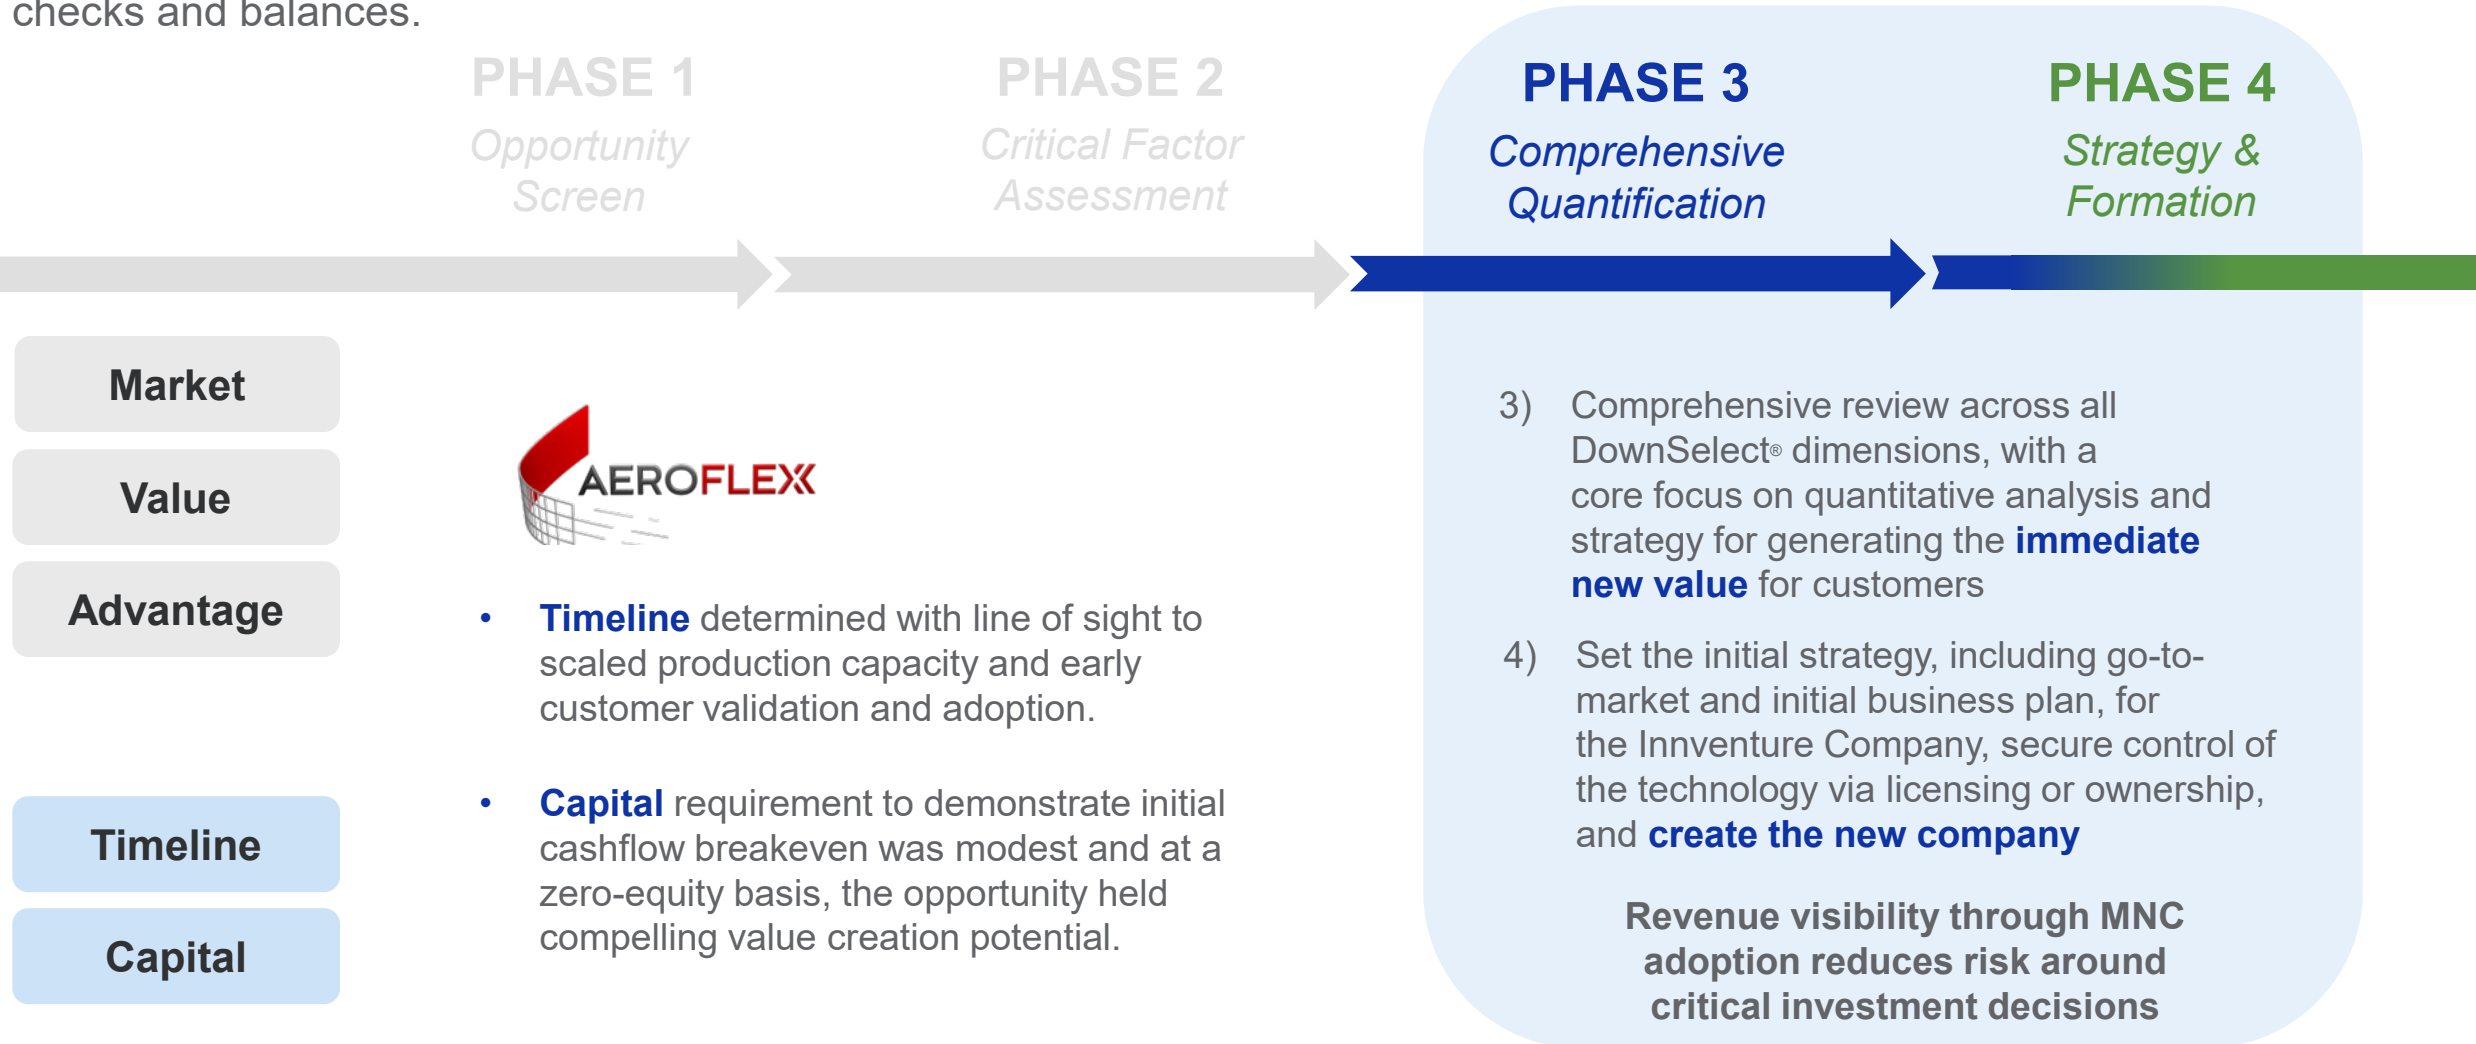 checks and balances.
PHASE 1
Opportunity
Screen
PHASE 2
Critical Factor
Assessment
PHASE 3
Comprehensive
Quantification
PHASE 4
Strategy &
Formation
Market
Value
Advantage
Timeline
Capital
AEROFLEXX
• Timeline determined with line of sight to
scaled production capacity and early
customer validation and adoption.
• Capital requirement to demonstrate initial
cashflow breakeven was modest and at a
zero-equity basis, the opportunity held
compelling value creation potential.
3) Comprehensive review across all
DownSelect® dimensions, with a
core focus on quantitative analysis and
strategy for generating the immediate
new value for customers
4) Set the initial strategy, including go-to-
market and initial business plan, for
the Innventure Company, secure control of
the technology via licensing or ownership,
and create the new company
Revenue visibility through MNC
adoption reduces risk around
critical investment decisions